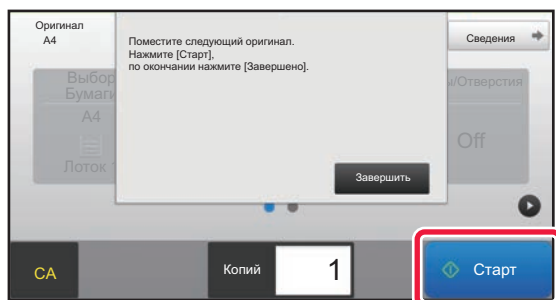 Оригинал
A4
Поместите следующий оригинал.
Нажмите [Старт],
по окончании нажмите [Завершено].
Сведения
Выбор
Бумаги
A4
Лоток
ы/Отверстия
Off
Завершить
CA
Копий
1
Старт